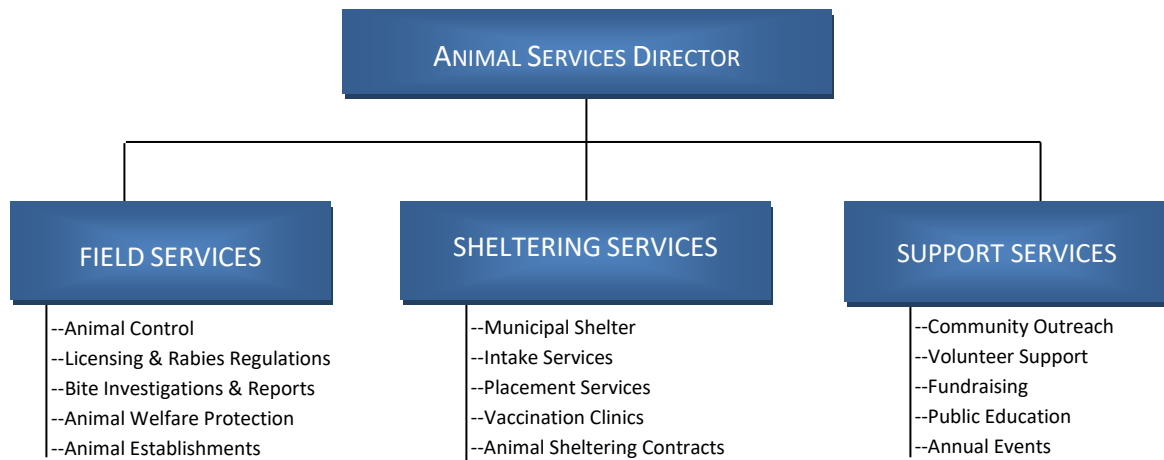 ANIMAL SERVICES DIRECTOR
FIELD SERVICES
--Animal Control
--Licensing & Rabies Regulations
--Bite Investigations & Reports
--Animal Welfare Protection
--Animal Establishments
SHELTERING SERVICES
--Municipal Shelter
--Intake Services
--Placement Services
--Vaccination Clinics
--Animal Sheltering Contracts
SUPPORT SERVICES
--Community Outreach
--Volunteer Support
--Fundraising
--Public Education
--Annual Events